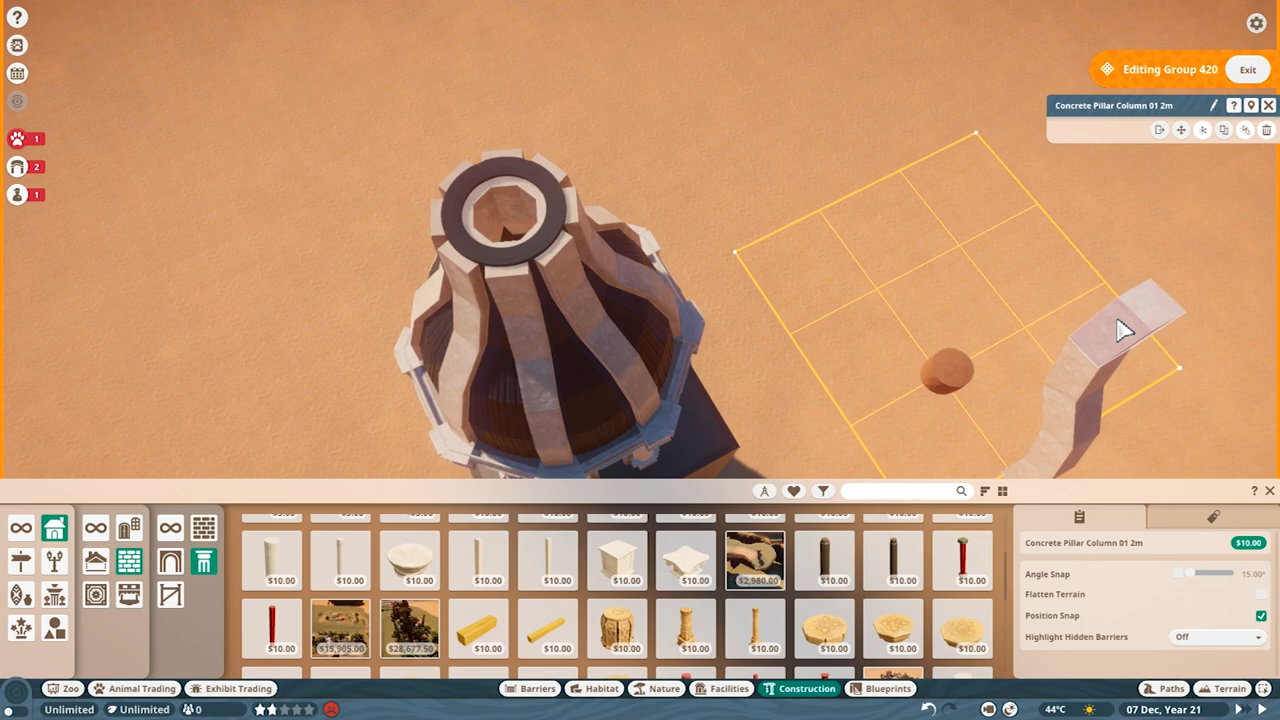 Editing Group 420
Exit
Concrete Pillar Column 01 2m
1
2
1
$10.00 $10.00 $10.00 $10.00 $10.00 $10.00 $10.00 $2,980.00 $10.00 $10.00 $10.00
$10.00 $15,905.00 $28,677.50 $10.00 $10.00 $10.00 $10.00 $10.00 $10.00 $10.00 $10.00
Concrete Pillar Column 01 2m $10.00
Angle Snap 15.00°
Flatten Terrain
Position Snap
Highlight Hidden Barriers Off
Zoo Animal Trading Exhibit Trading Barriers Habitat Nature Facilities Construction Blueprints Paths Terrain
Unlimited Unlimited 0 44°C 07 Dec, Year 21